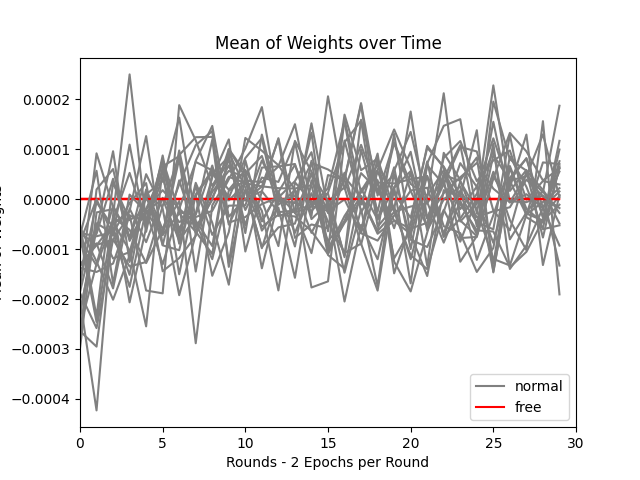 Mean of Weights over Time
0.0002
0.0001
0.0000
−0.0001
−0.0002
−0.0003
−0.0004
0 5 10 15 20 25 30
Rounds - 2 Epochs per Round
normal
free